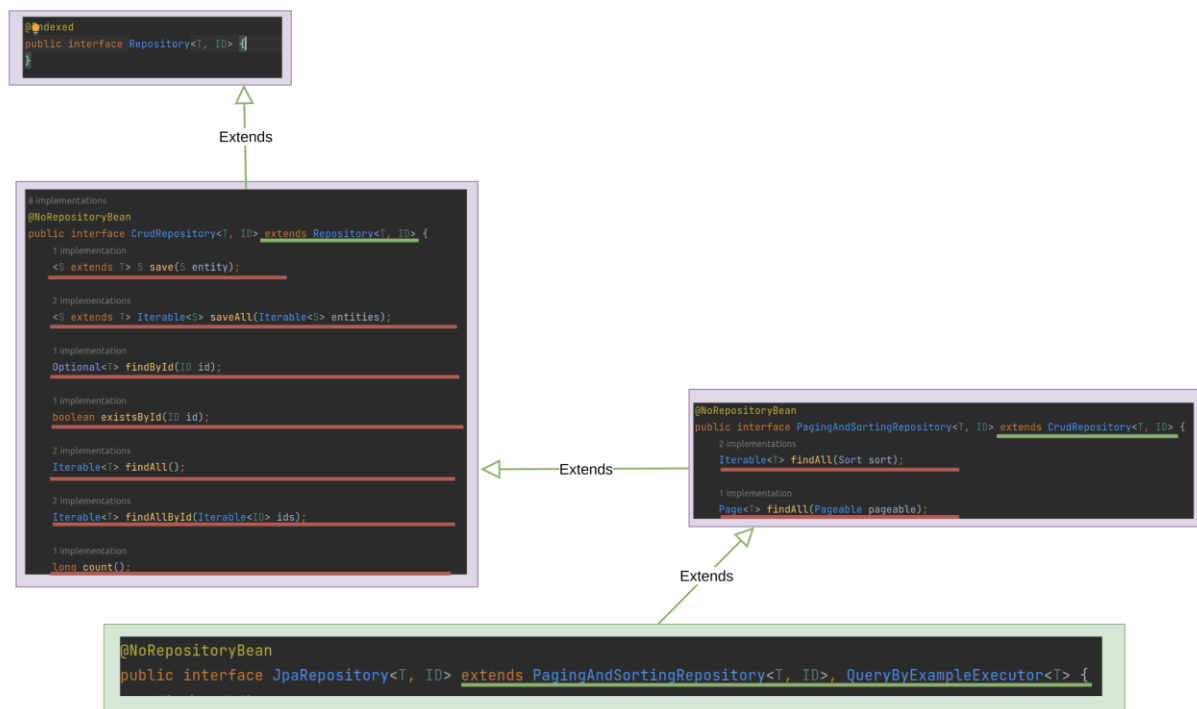 @Indexed
public interface Repository<T, ID> {
}
Extends
8 implementations
@NoRepositoryBean
public interface CrudRepository<T, ID> extends Repository<T, ID> {
1 implementation
<S extends T> S save(S entity);
2 implementations
<S extends T> Iterable<S> saveAll(Iterable<S> entities);
1 implementation
Optional<T> findById(ID id);
1 implementation
boolean existsById(ID id);
2 implementations
Iterable<T> findAll();
2 implementations
Iterable<T> findAllById(Iterable<ID> ids);
1 implementation
long count();
Extends
@NoRepositoryBean
public interface PagingAndSortingRepository<T, ID> extends CrudRepository<T, ID> {
2 implementations
Iterable<T> findAll(Sort sort);
1 implementation
Page<T> findAll(Pageable pageable);
Extends
@NoRepositoryBean
public interface JpaRepository<T, ID> extends PagingAndSortingRepository<T, ID>, QueryByExampleExecutor<T> {